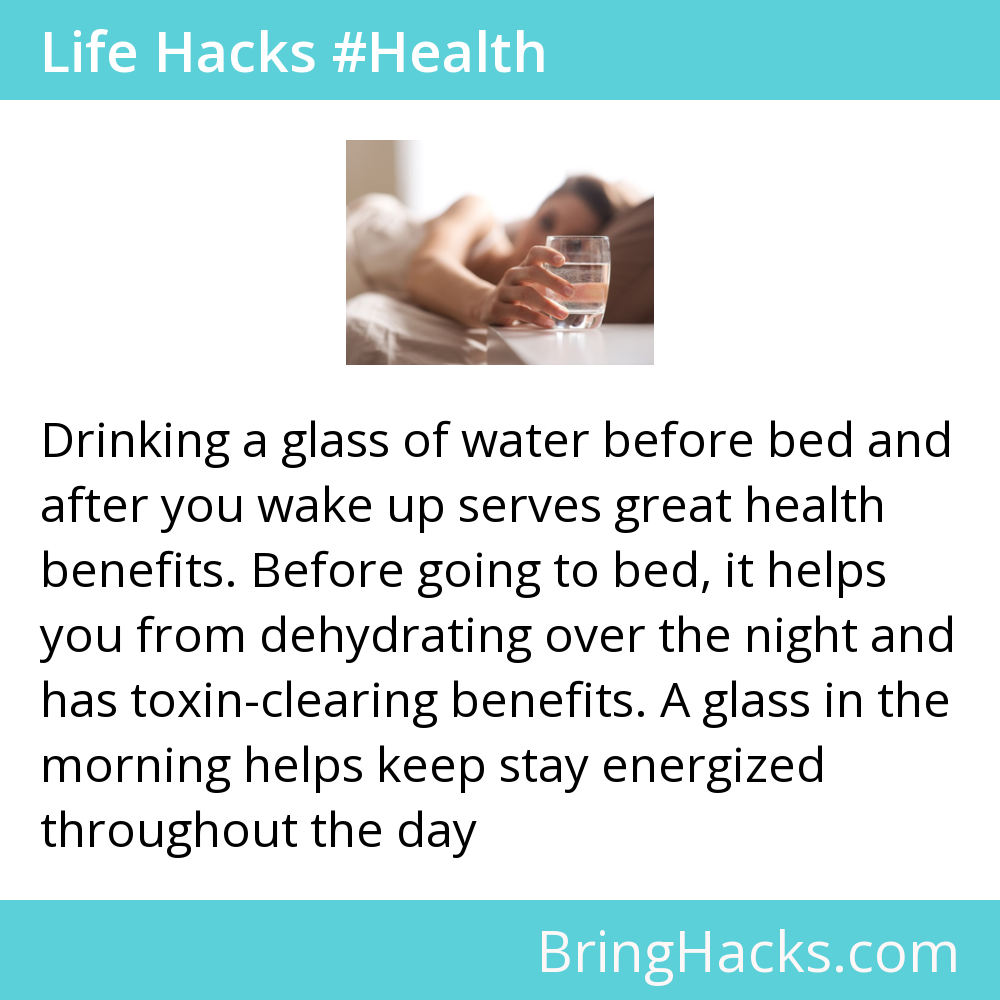 Life Hacks #Health
Drinking a glass of water before bed and
after you wake up serves great health
benefits. Before going to bed, it helps
you from dehydrating over the night and
has toxin-clearing benefits. A glass in the
morning helps keep stay energized
throughout the day
BringHacks.com